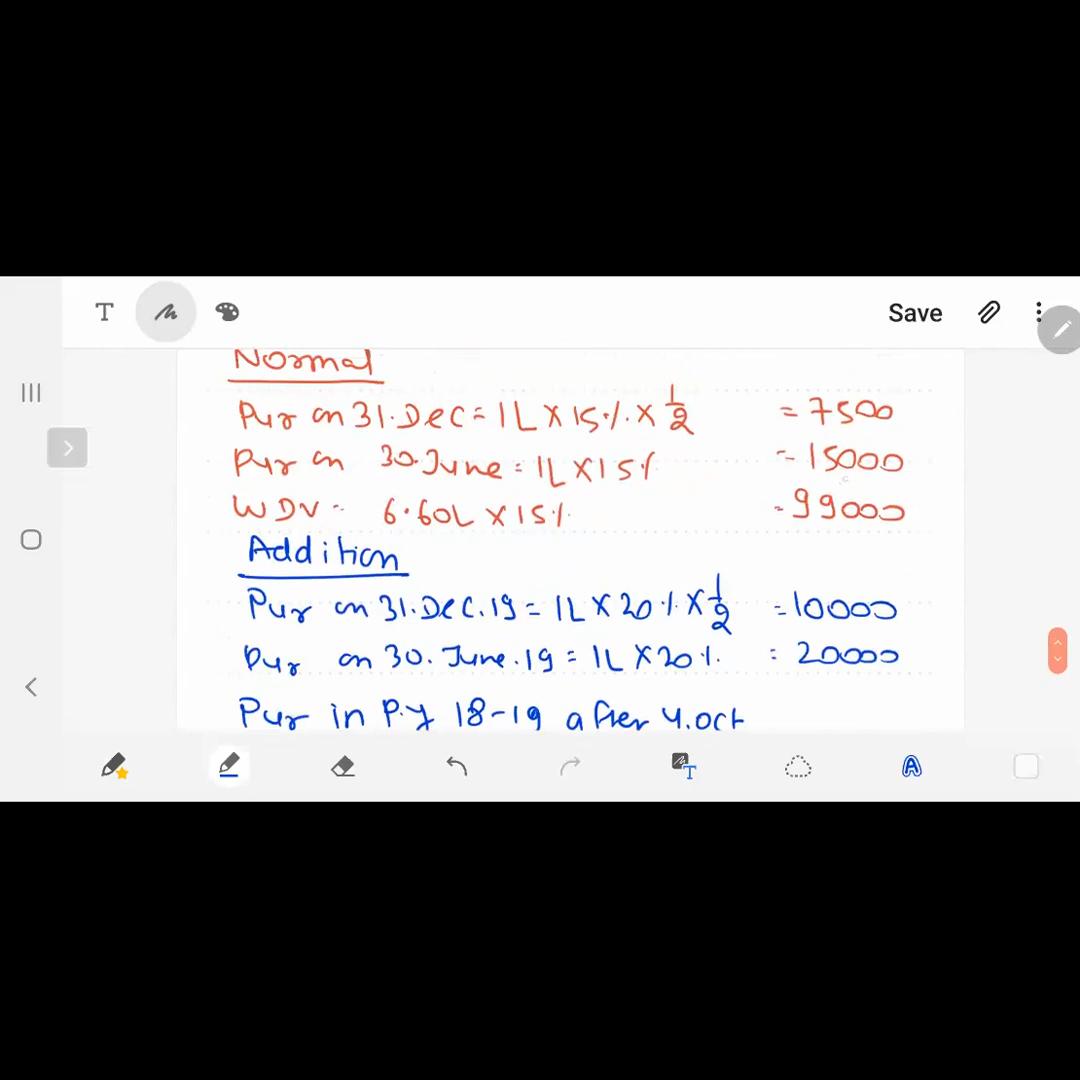 T
Save
Normal
Pur on 31.Dec = 1L X 15% X 1/2 = 7500
Pur on 30.June = 1L X 15% = 15000
WDV = 6.60L X 15% = 99000
Addition
Pur on 31.Dec.19 = 1L X 20% X 1/2 = 10000
Pur on 30.June.19 = 1L X 20%. = 20000
Pur in P.Y 18-19 after 4.oct
T
A